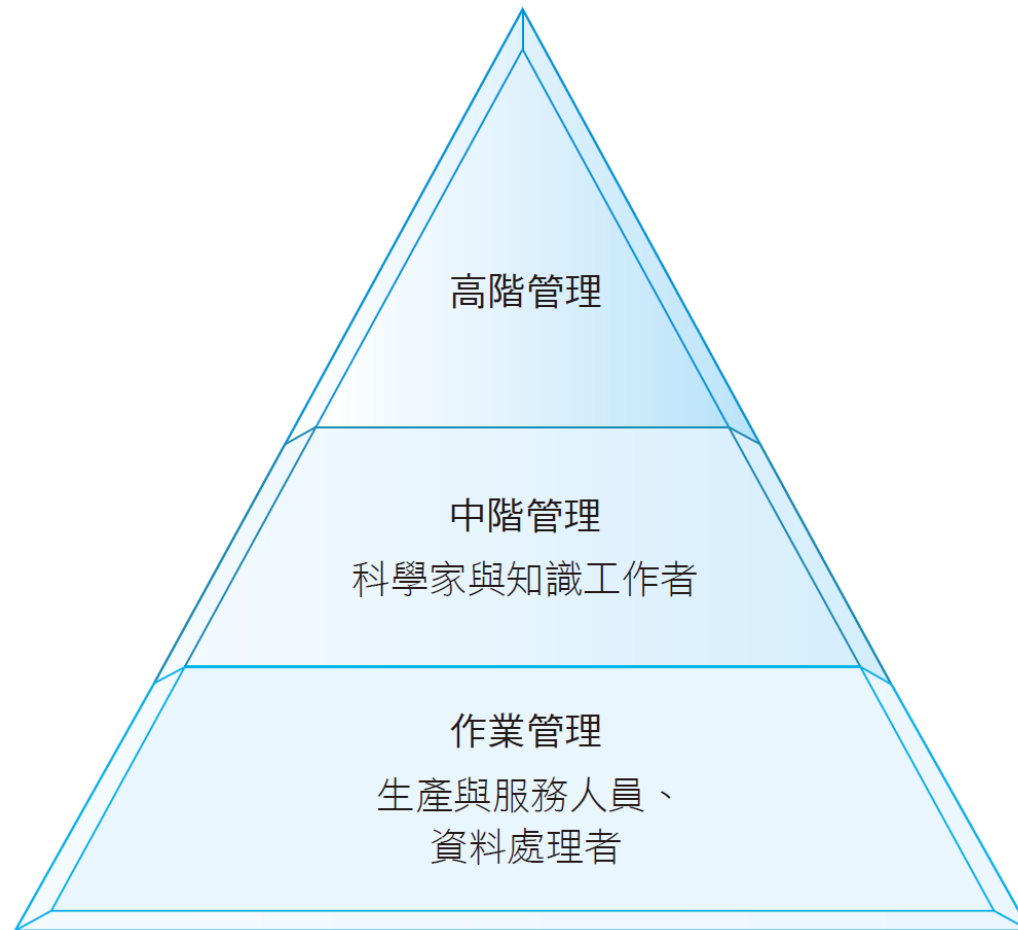 高階管理
中階管理
科學家與知識工作者
作業管理
生產與服務人員、
資料處理者